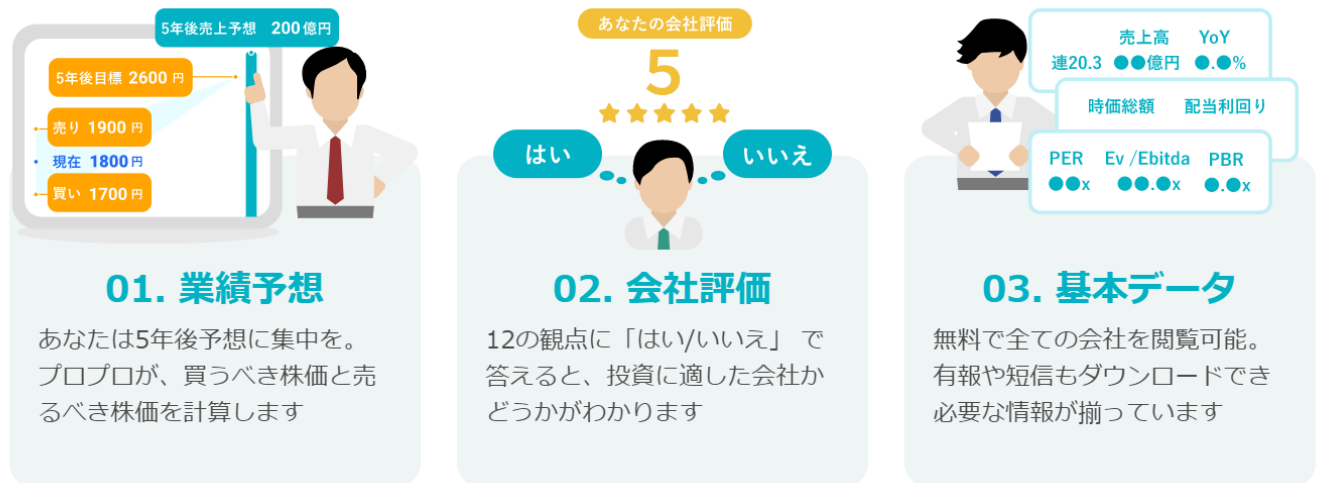 5年後売上予想 200億円
5年後目標 2600 円
売り 1900 円
現在 1800 円
買い 1700 円
01. 業績予想
あなたは5年後予想に集中を。
プロプロが、買うべき株価と売
るべき株価を計算します
あなたの会社評価
5
はい
いいえ
02. 会社評価
12の観点に「はい/いいえ」 で
答えると、投資に適した会社か
どうかがわかります
売上高 YoY
連20.3 ●●億円 ●.●%
時価総額 配当利回り
PER Ev /Ebitda PBR
●●x ●●.●x ●.●x
03. 基本データ
無料で全ての会社を閲覧可能。
有報や短信もダウンロードでき
必要な情報が揃っています